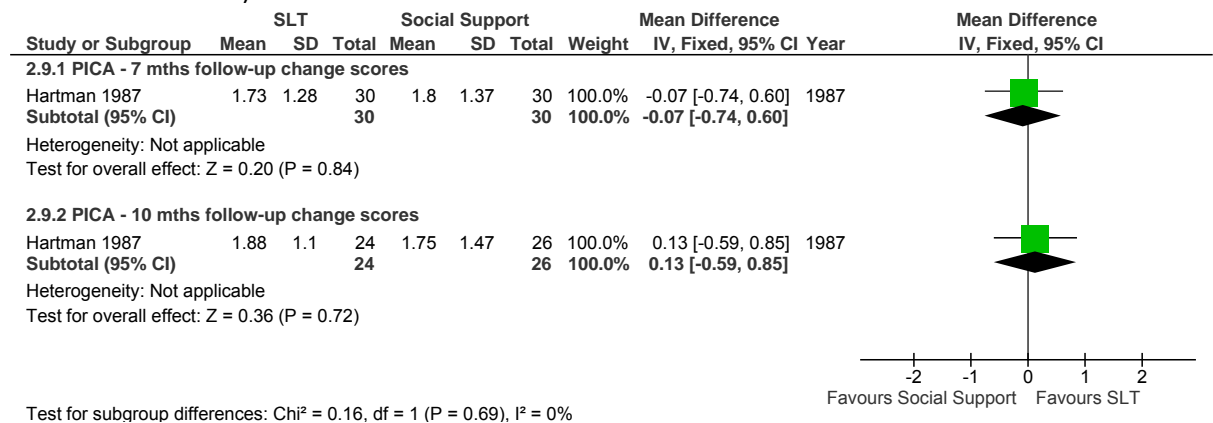 SLT Social Support Mean Difference Mean Difference
Study or Subgroup Mean SD Total Mean SD Total Weight IV, Fixed, 95% CI Year IV, Fixed, 95% CI
2.9.1 PICA - 7 mths follow-up change scores
Hartman 1987 1.73 1.28 30 1.8 1.37 30 100.0% -0.07 [-0.74, 0.60] 1987
Subtotal (95% CI) 30 30 100.0% -0.07 [-0.74, 0.60]
Heterogeneity: Not applicable
Test for overall effect: Z = 0.20 (P = 0.84)
2.9.2 PICA - 10 mths follow-up change scores
Hartman 1987 1.88 1.1 24 1.75 1.47 26 100.0% 0.13 [-0.59, 0.85] 1987
Subtotal (95% CI) 24 26 100.0% 0.13 [-0.59, 0.85]
Heterogeneity: Not applicable
Test for overall effect: Z = 0.36 (P = 0.72)
-2 -1 0 1 2
Favours Social Support Favours SLT
Test for subgroup differences: Chi² = 0.16, df = 1 (P = 0.69), I² = 0%